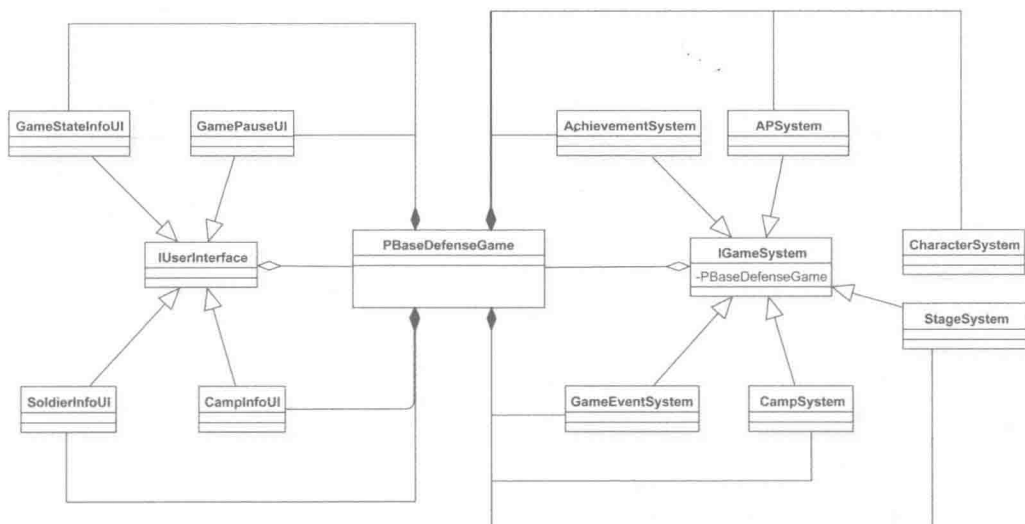 GameStateInfoUI
GamePauseUI
AchievementSystem
APSystem
IUserInterface
PBaseDefenseGame
IGameSystem
-PBaseDefenseGame
CharacterSystem
StageSystem
SoldierInfoUI
CampInfoUI
GameEventSystem
CampSystem